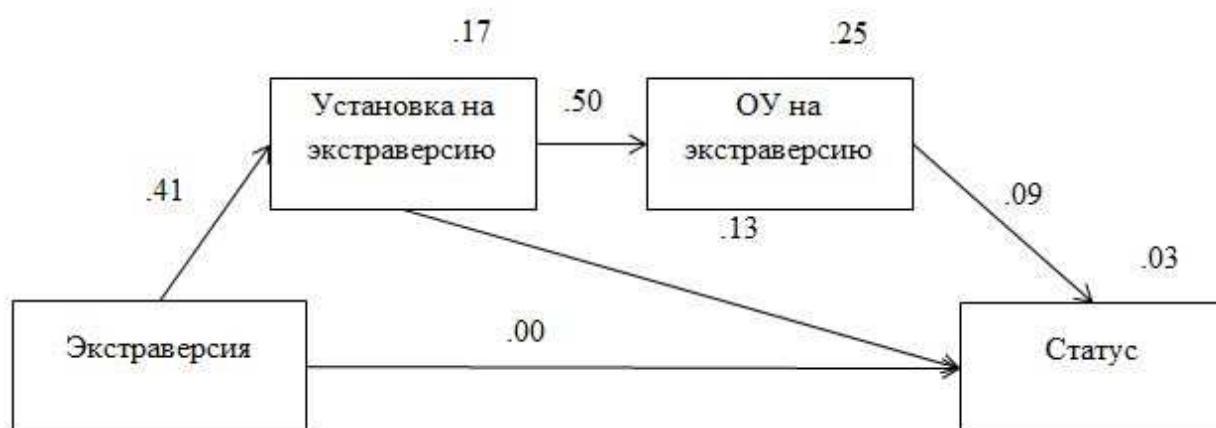 .17
.25
Установка на
экстраверсию
.50
ОУ на
экстраверсию
.41
.13
.09
.03
Экстраверсия
.00
Статус